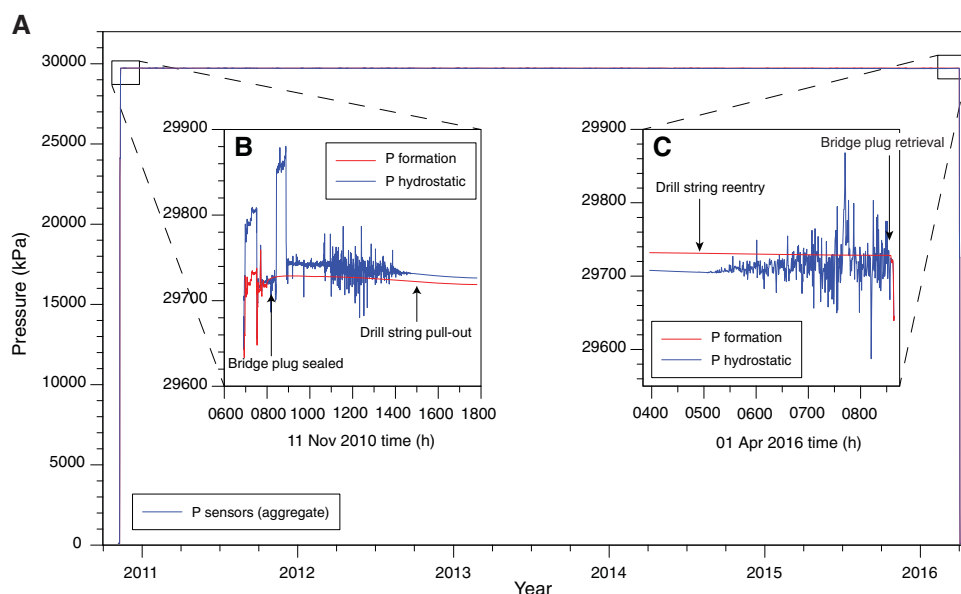 A
Pressure (kPa)
30000
25000
20000
15000
10000
5000
0
2011
2012
2013
2014
2015
2016
Year
P sensors (aggregate)
B
29900
29800
29700
29600
P formation
P hydrostatic
Bridge plug sealed
Drill string pull-out
0600
0800
1000
1200
1400
1600
1800
11 Nov 2010 time (h)
C
29900
29800
29700
29600
Bridge plug retrieval
Drill string reentry
P formation
P hydrostatic
0400
0500
0600
0700
0800
01 Apr 2016 time (h)